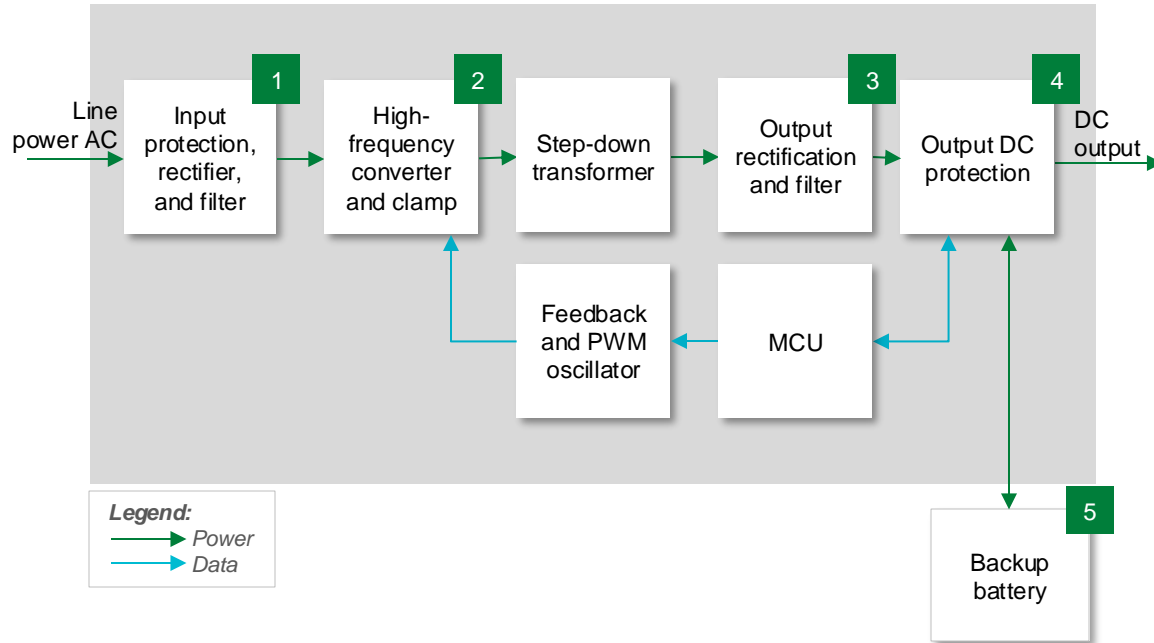 1
2
3
4
Line
power AC
Input
protection,
rectifier,
and filter
High-
frequency
converter
and clamp
Step-down
transformer
Output
rectification
and filter
Output DC
protection
DC
output
Feedback
and PWM
oscillator
MCU
Legend:
Power
Data
5
Backup
battery